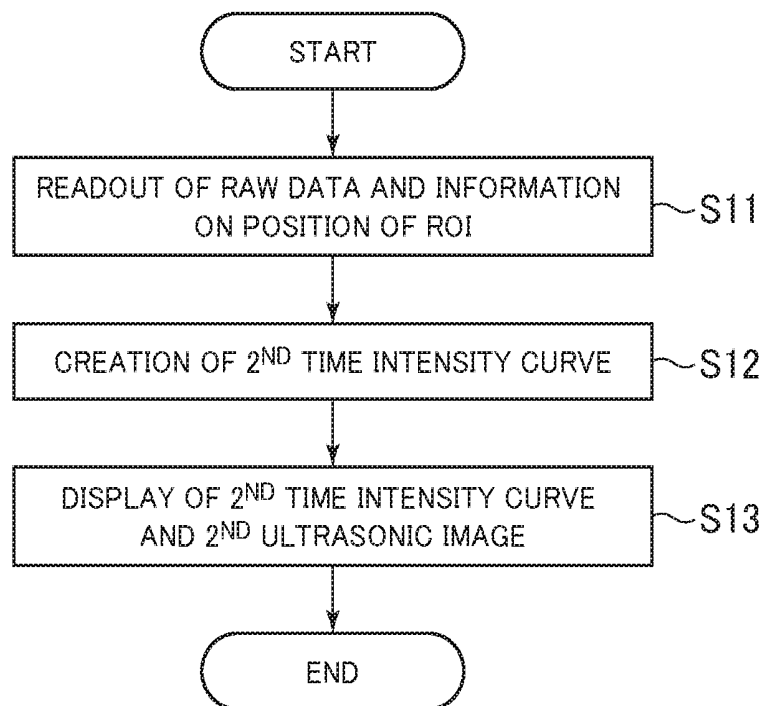 START
READOUT OF RAW DATA AND INFORMATION
ON POSITION OF ROI
S11
CREATION OF 2ND TIME INTENSITY CURVE
S12
DISPLAY OF 2ND TIME INTENSITY CURVE
AND 2ND ULTRASONIC IMAGE
S13
END